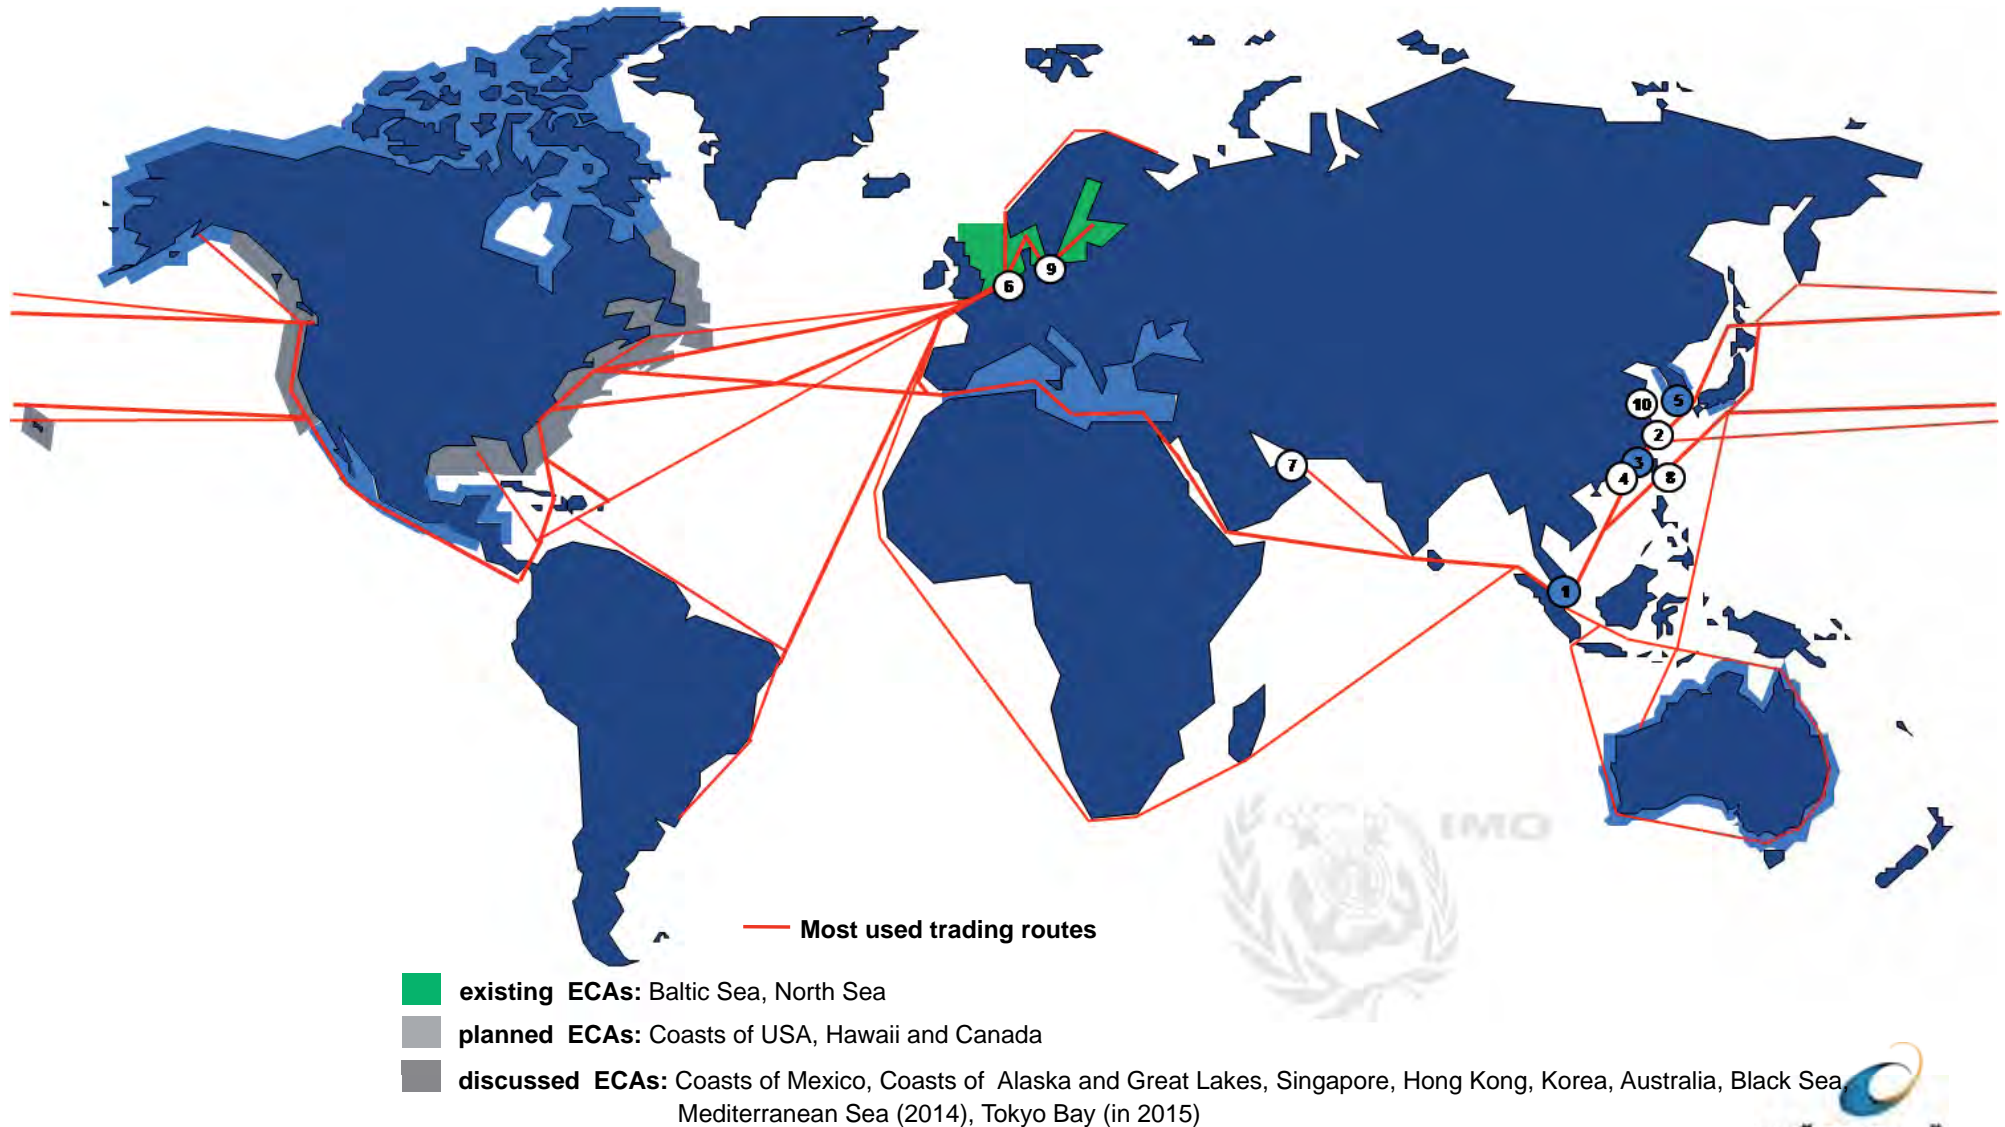 6
9
10
5
2
3
4
8
7
1
IMO
Most used trading routes
existing ECAs: Baltic Sea, North Sea
planned ECAs: Coasts of USA, Hawaii and Canada
discussed ECAs: Coasts of Mexico, Coasts of Alaska and Great Lakes, Singapore, Hong Kong, Korea, Australia, Black Sea,
Mediterranean Sea (2014), Tokyo Bay (in 2015)